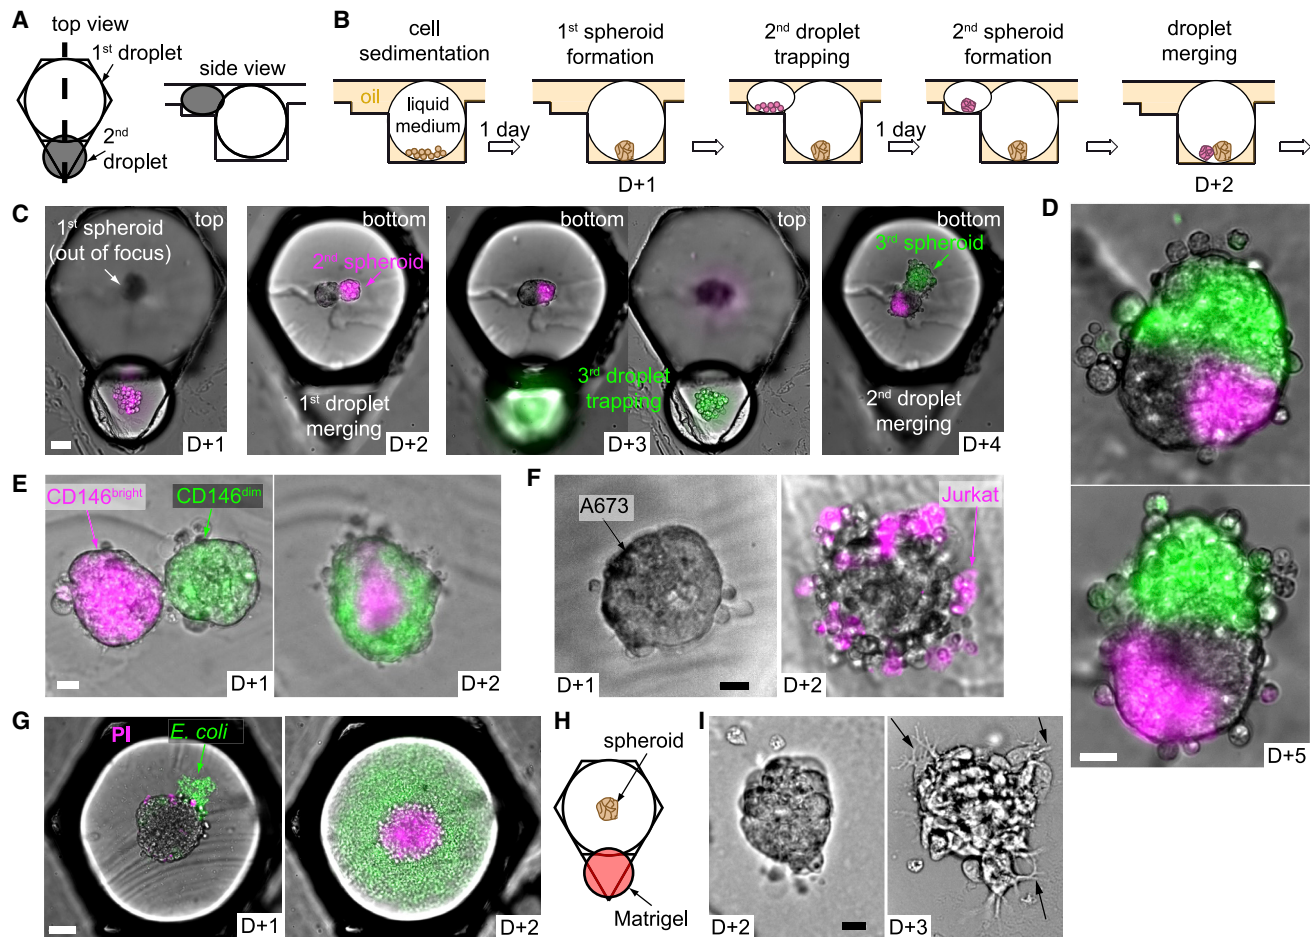 A
top view
1st droplet
side view
2nd
droplet
B
cell
sedimentation
1st spheroid
formation
2nd droplet
trapping
2nd spheroid
formation
droplet
merging
oil
liquid
medium
1 day
1 day
D+1
D+2
C
top
1st spheroid
(out of focus)
D+1
bottom
2nd spheroid
1st droplet
merging
D+2
bottom
3rd droplet
trapping
D+3
top
bottom
3rd spheroid
2nd droplet
merging
D+4
D
D+5
E
CD146bright
CD146dim
D+1
D+2
F
A673
D+1
Jurkat
D+2
G
PI
E. coli
D+1
D+2
H
spheroid
Matrigel
I
D+2
D+3